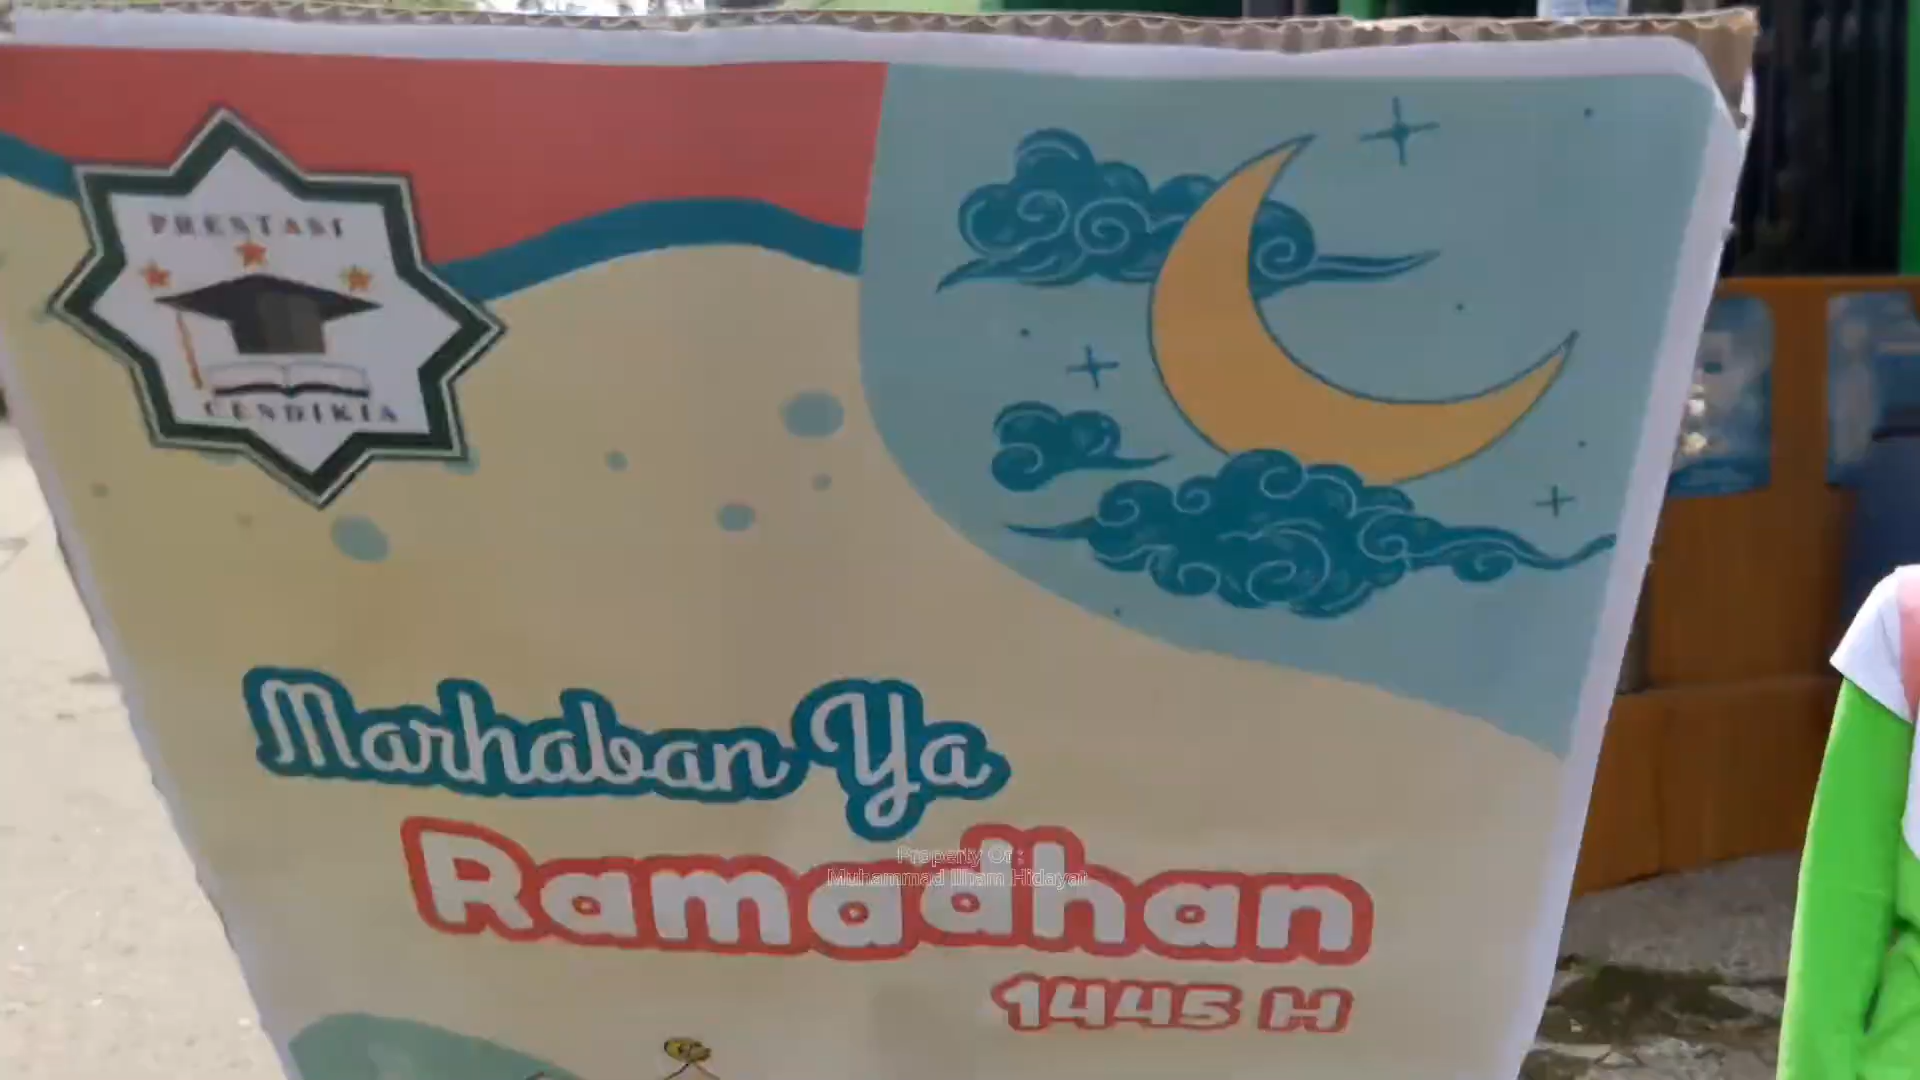 PRESTASI
CENDIKIA
Marhaban Ya
Ramadhan
Property Of :
Muhammad Ilham Hidayat
1445 H